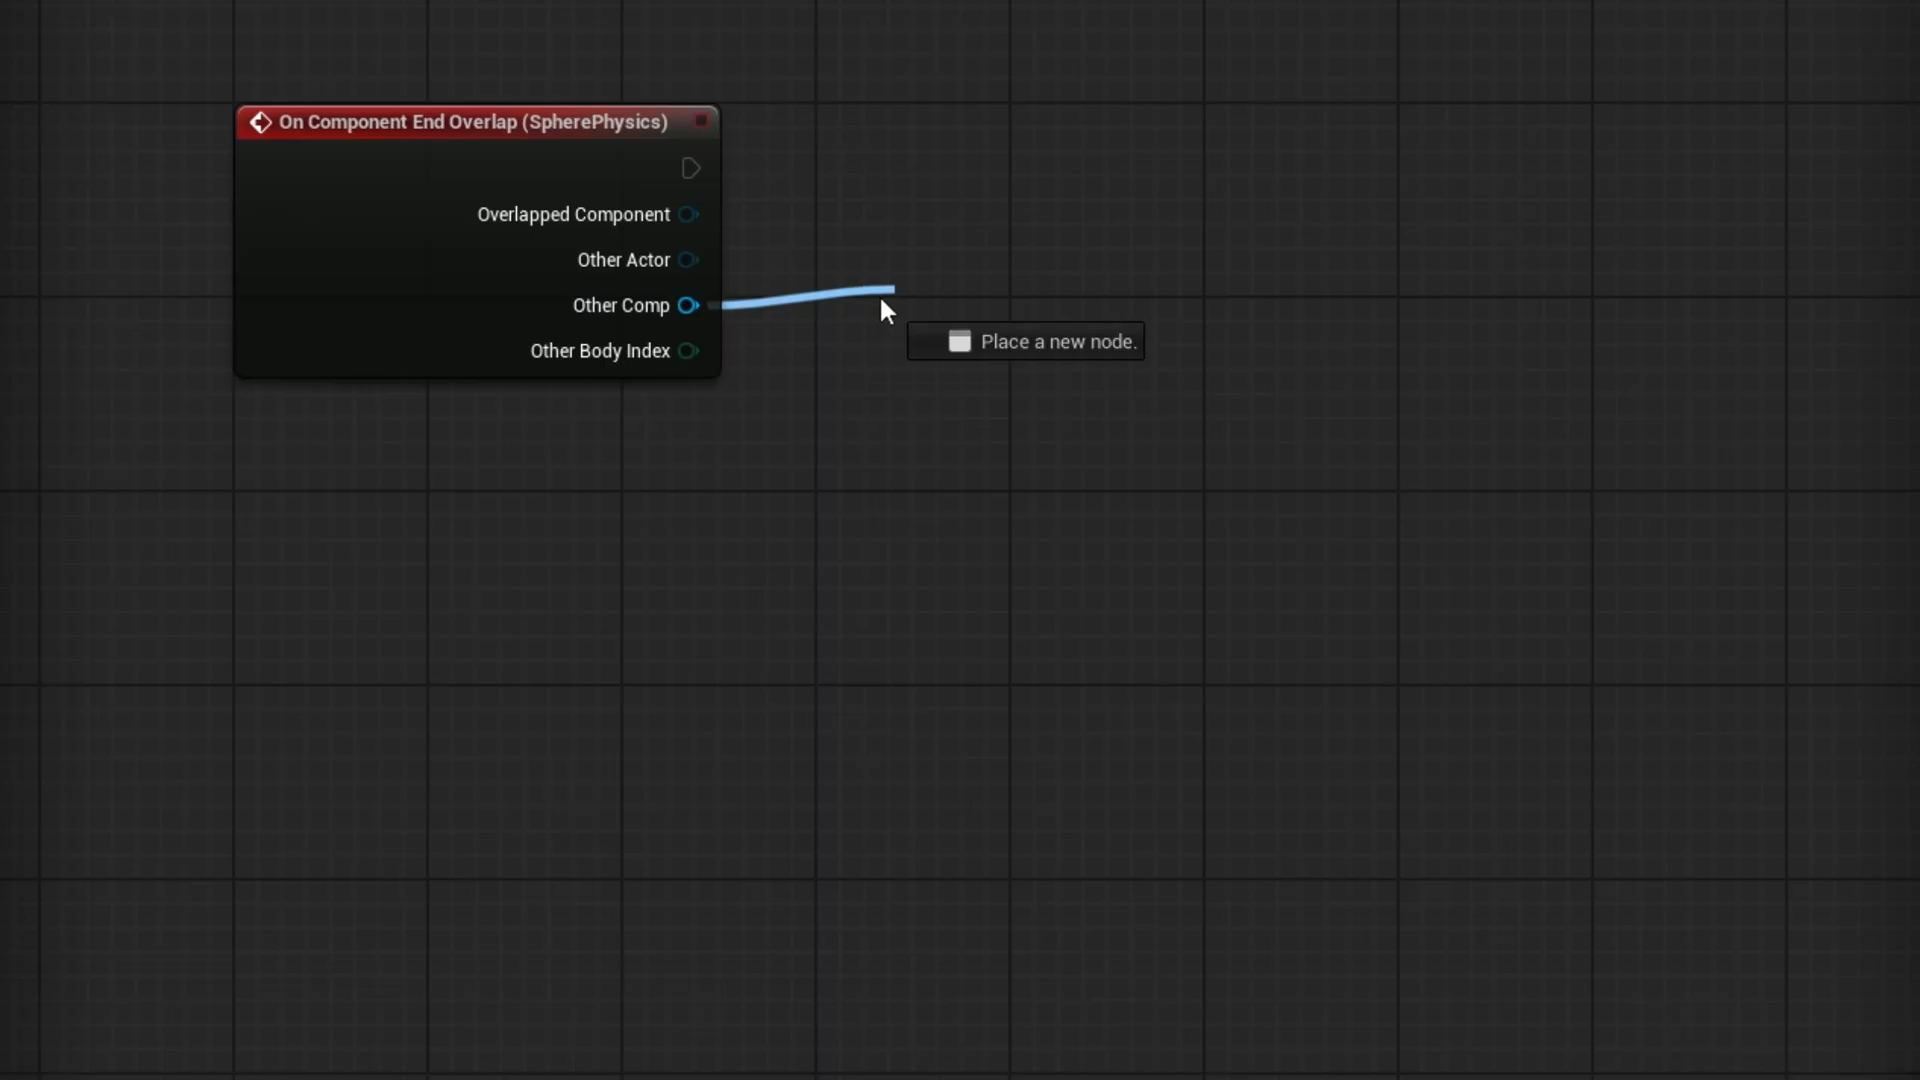 On Component End Overlap (SpherePhysics)
Overlapped Component
Other Actor
Other Comp
Place a new node.
Other Body Index